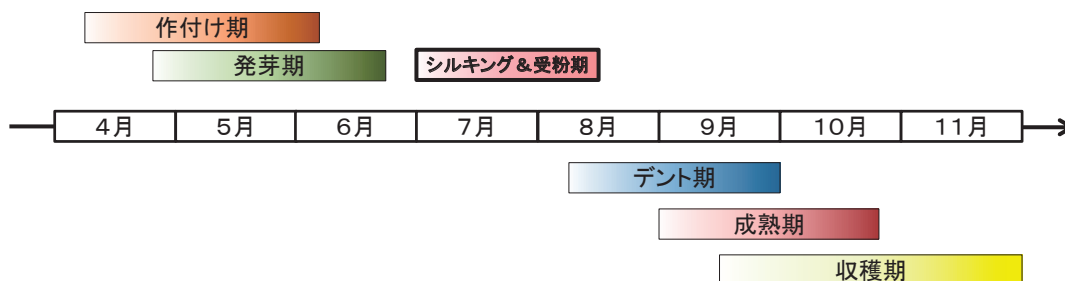 作付け期
発芽期
シルキング&受粉期
4月 5月 6月 7月 8月 9月 10月 11月
デント期
成熟期
収穫期